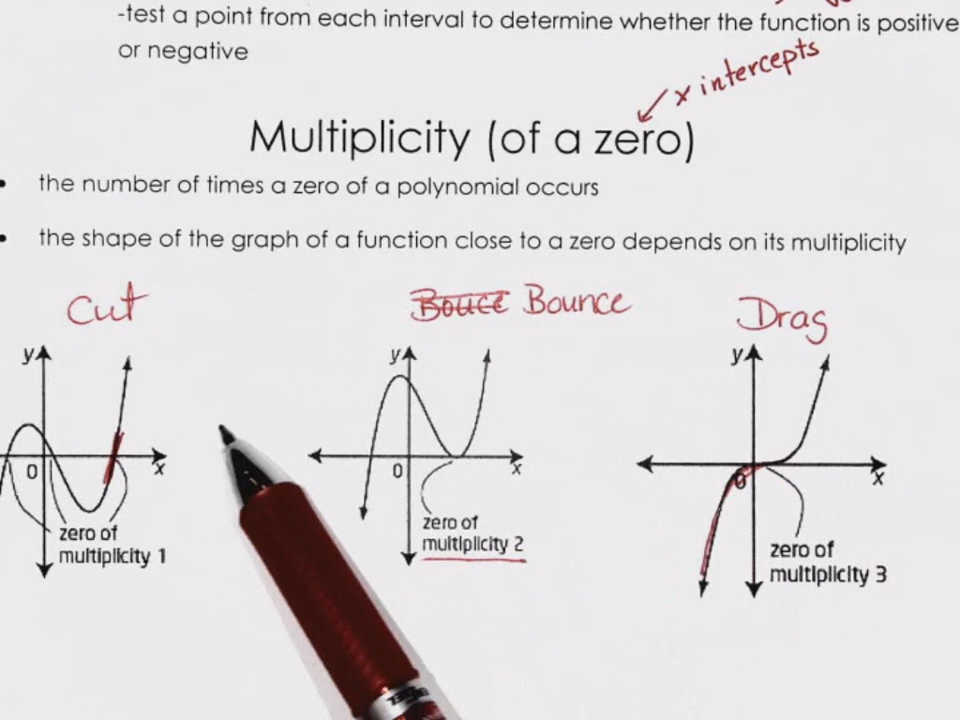 -test a point from each interval to determine whether the function is positive
or negative
x intercepts
Multiplicity (of a zero)
• the number of times a zero of a polynomial occurs
• the shape of the graph of a function close to a zero depends on its multiplicity
Cut
Bouce Bounce
Drag
y
y
y
0
x
0
x
0
x
zero of
multiplicity 1
zero of
multiplicity 2
zero of
multiplicity 3